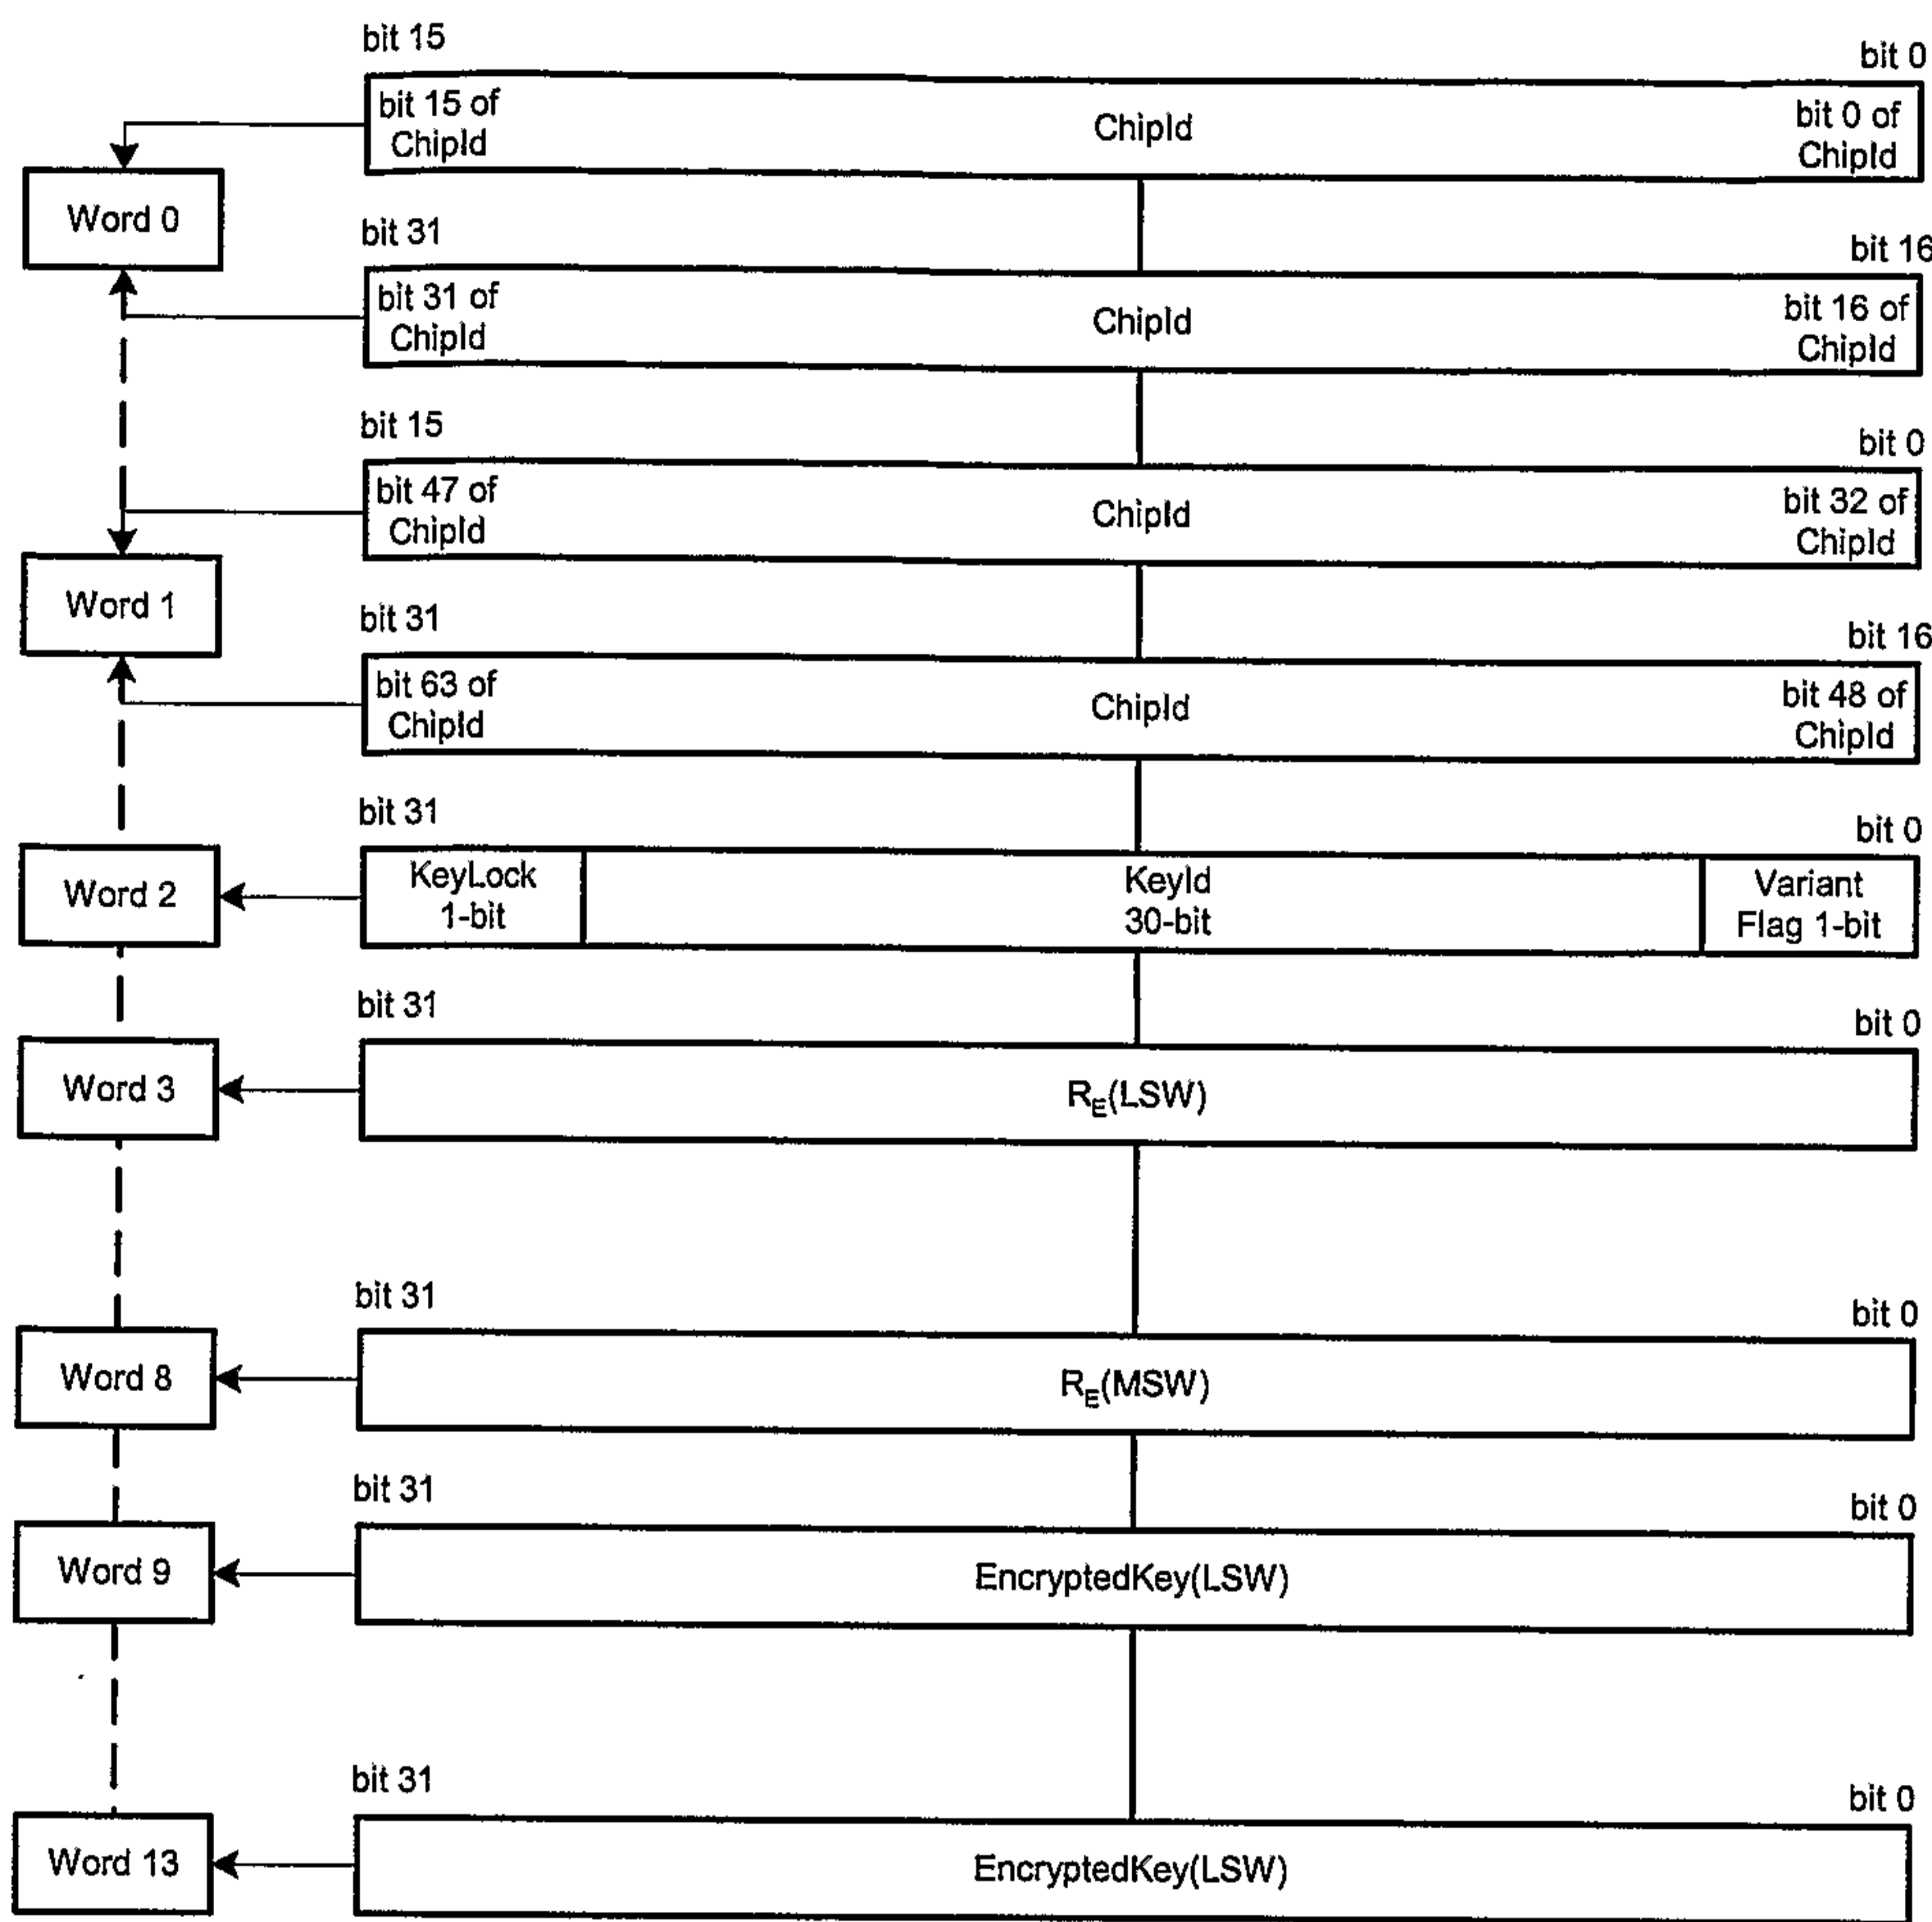 bit 15
bit 0
bit 15 of
ChipId
ChipId
bit 0 of
ChipId
Word 0
bit 31
bit 16
bit 31 of
ChipId
ChipId
bit 16 of
ChipId
bit 15
bit 0
bit 47 of
ChipId
ChipId
bit 32 of
ChipId
Word 1
bit 31
bit 16
bit 63 of
ChipId
ChipId
bit 48 of
ChipId
bit 31
bit 0
Word 2
KeyLock
1-bit
KeyId
30-bit
Variant
Flag 1-bit
bit 31
bit 0
Word 3
RE(LSW)
bit 31
bit 0
Word 8
RE(MSW)
bit 31
bit 0
Word 9
EncryptedKey(LSW)
bit 31
bit 0
Word 13
EncryptedKey(LSW)